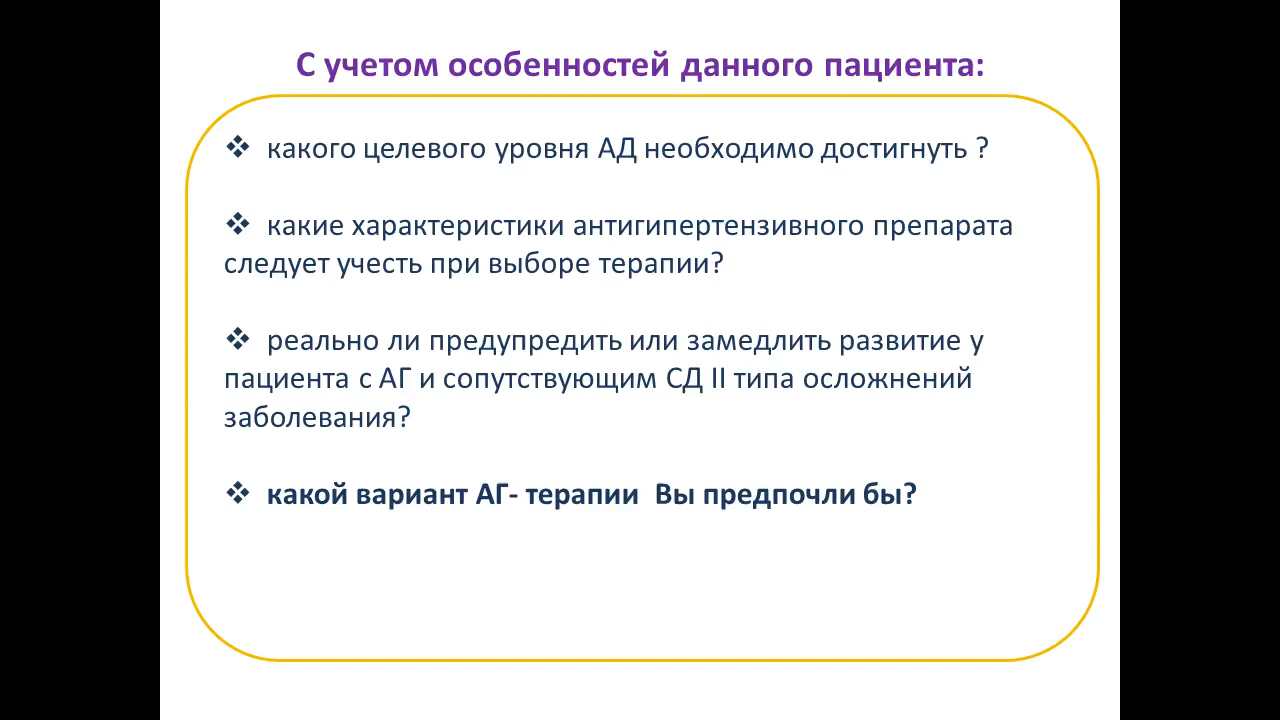 С учетом особенностей данного пациента:
❖ какого целевого уровня АД необходимо достигнуть ?
❖ какие характеристики антигипертензивного препарата
следует учесть при выборе терапии?
❖ реально ли предупредить или замедлить развитие у
пациента с АГ и сопутствующим СД II типа осложнений
заболевания?
❖ какой вариант АГ- терапии Вы предпочли бы?